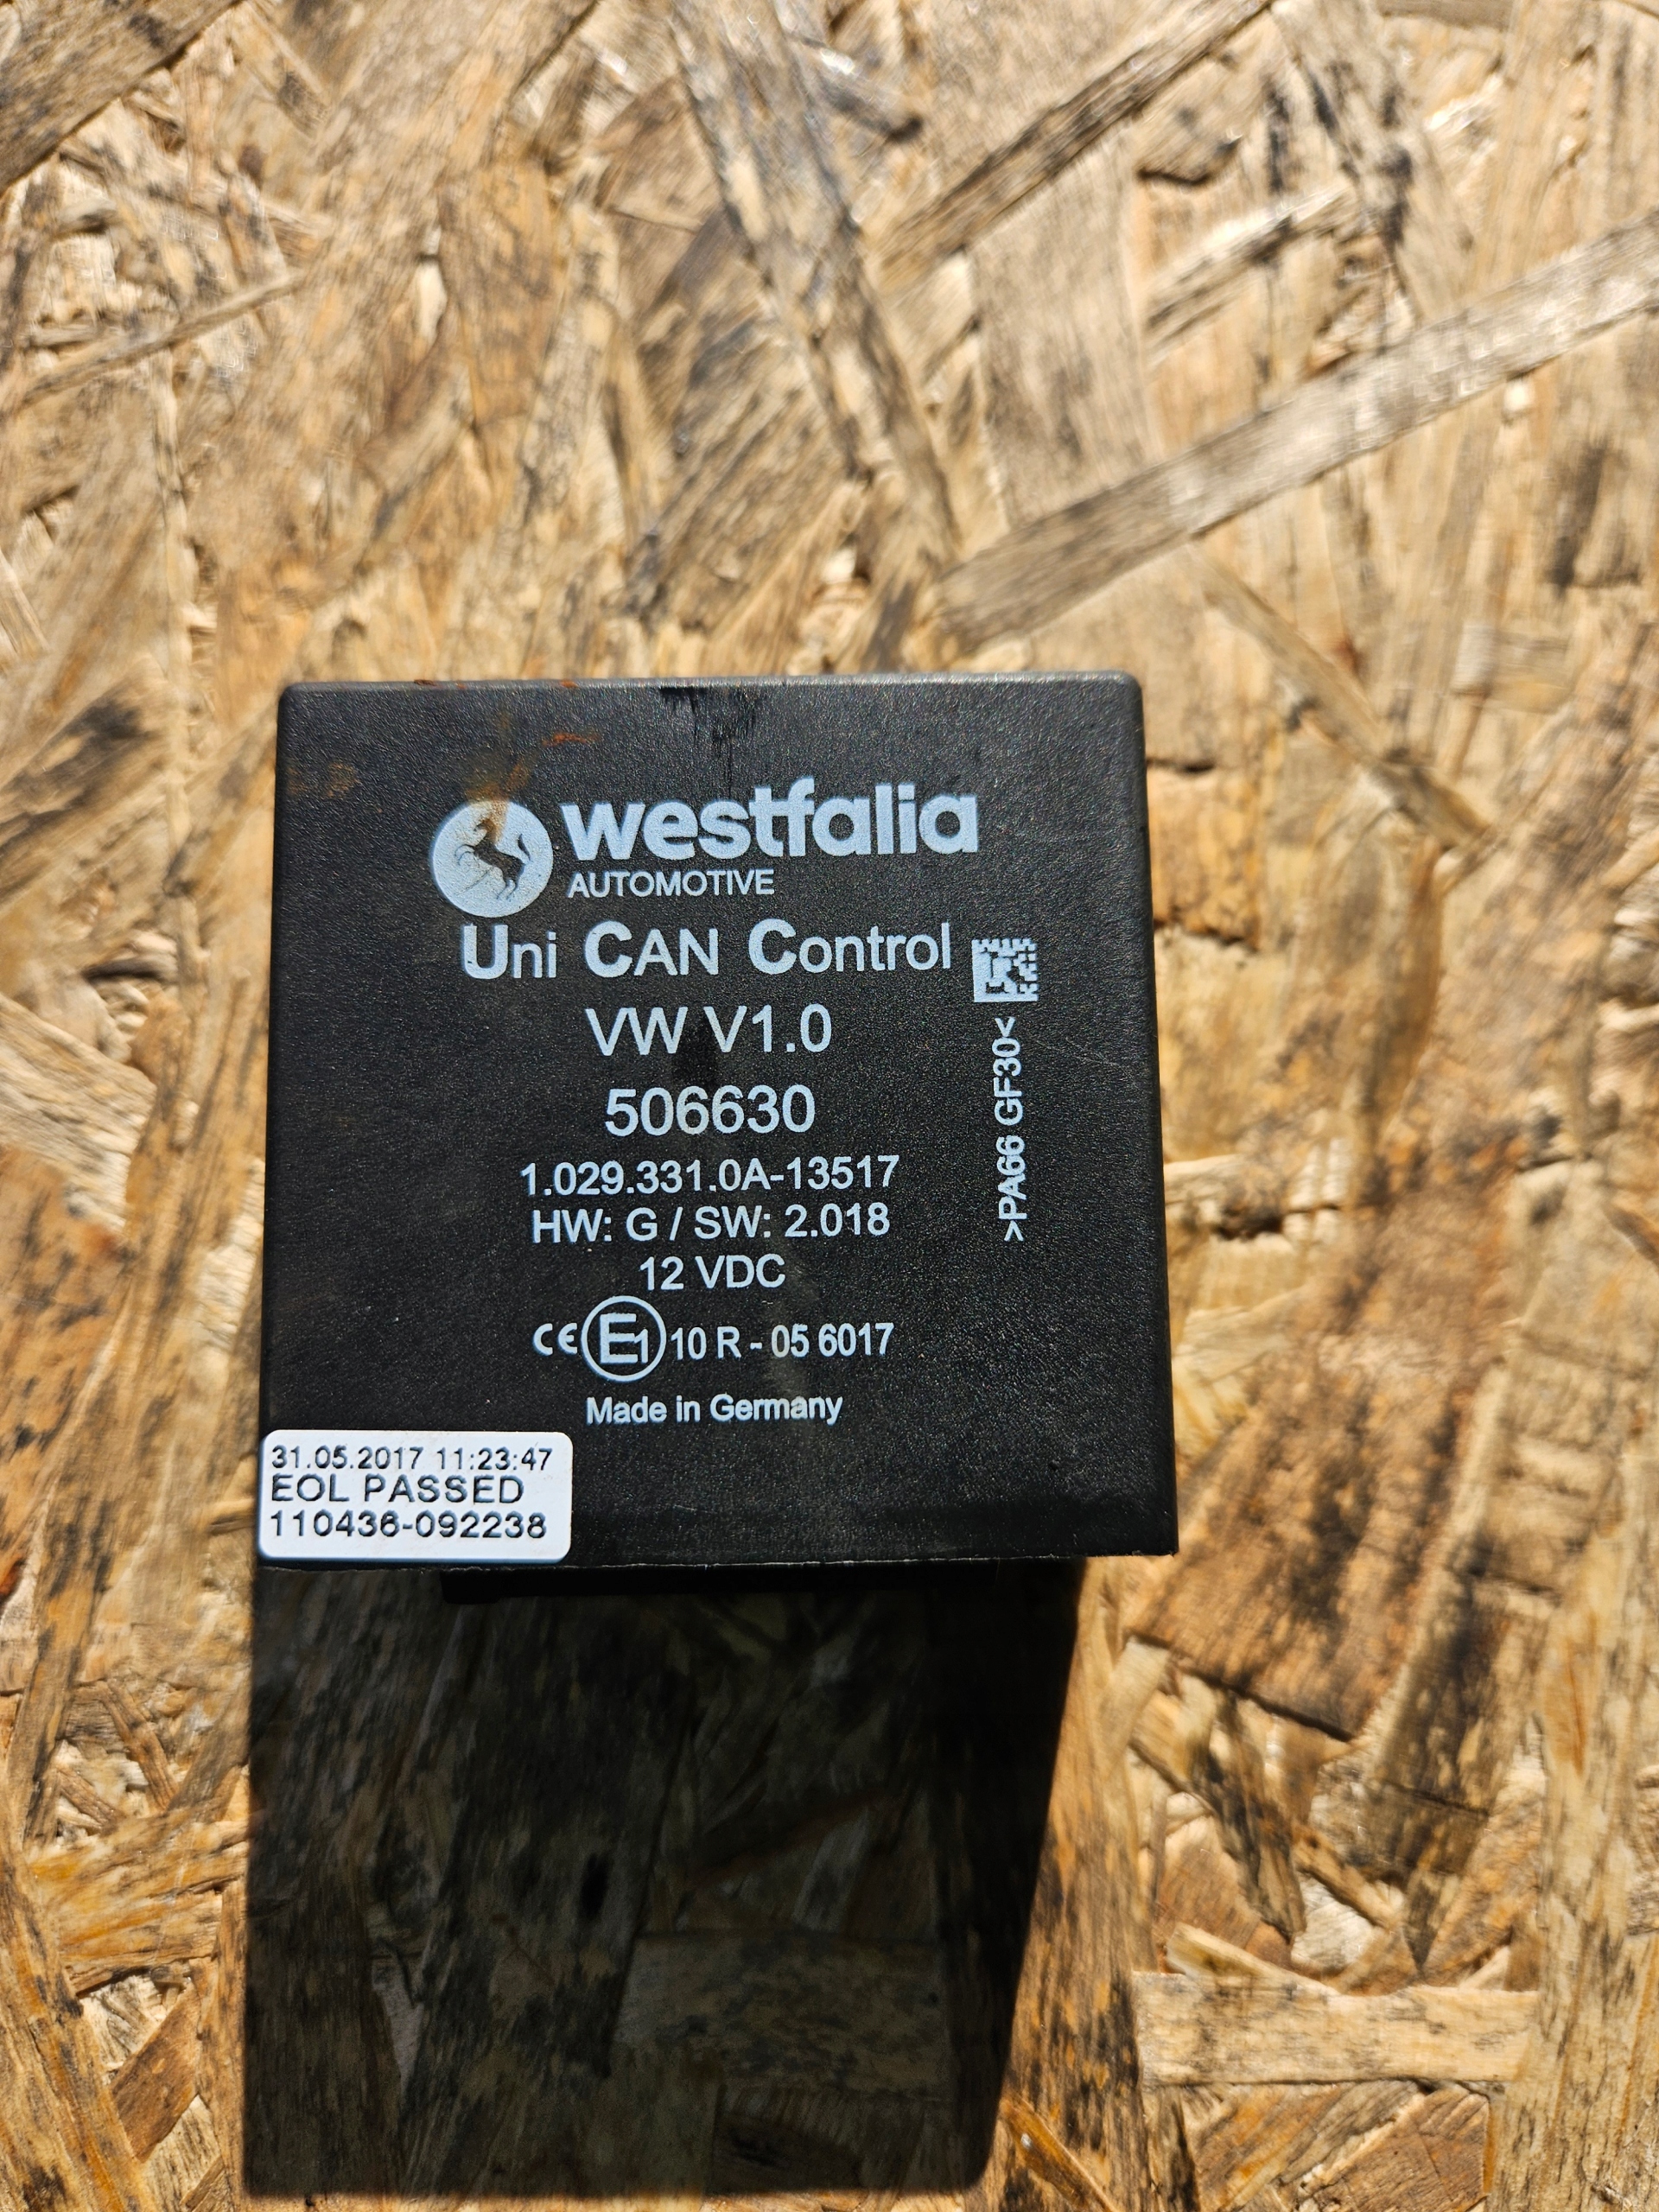 westfalia
AUTOMOTIVE
Uni CAN Control
VW V1.0
506630
1.029.331.0A-13517
HW: G / SW: 2.018
12 VDC
CE E1 10 R - 05 6017
Made in Germany
>PA66 GF30<
31.05.2017 11:23:47
EOL PASSED
110436-092238